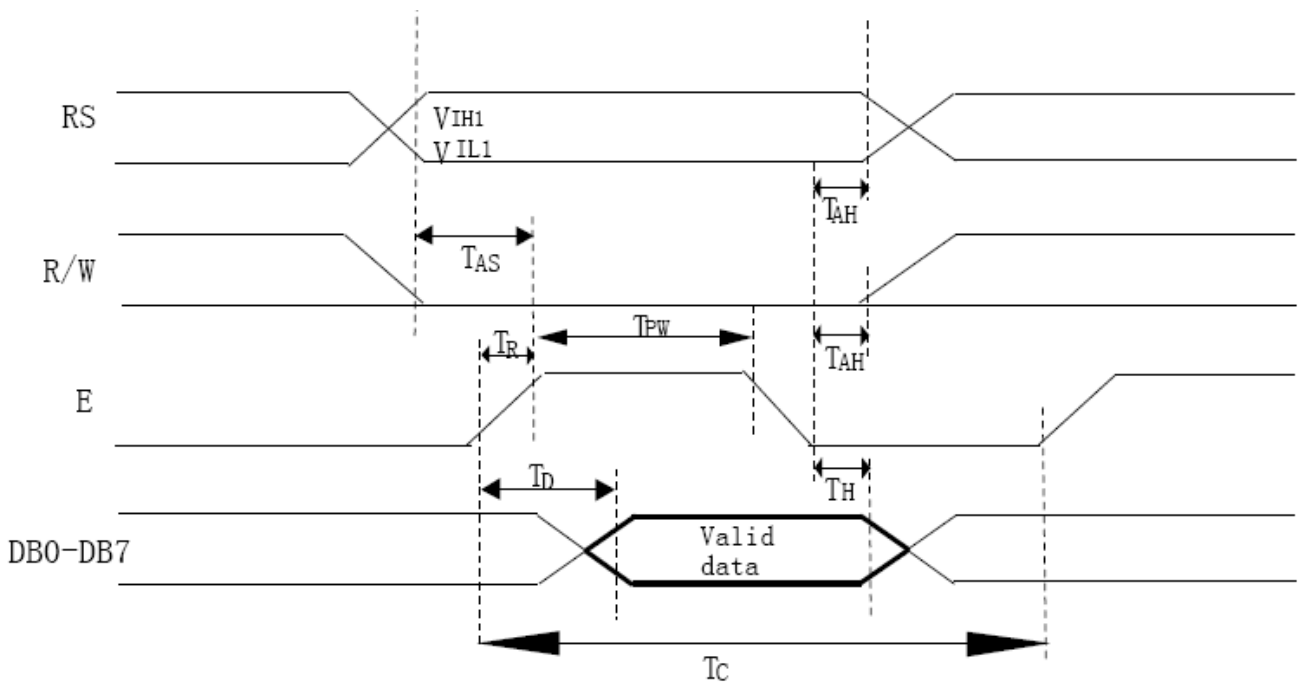 RS
VIH1
VIL1
TAH
R/W
TAS
TPW
TR
TAH
E
TD
TH
DB0-DB7
Valid
data
TC